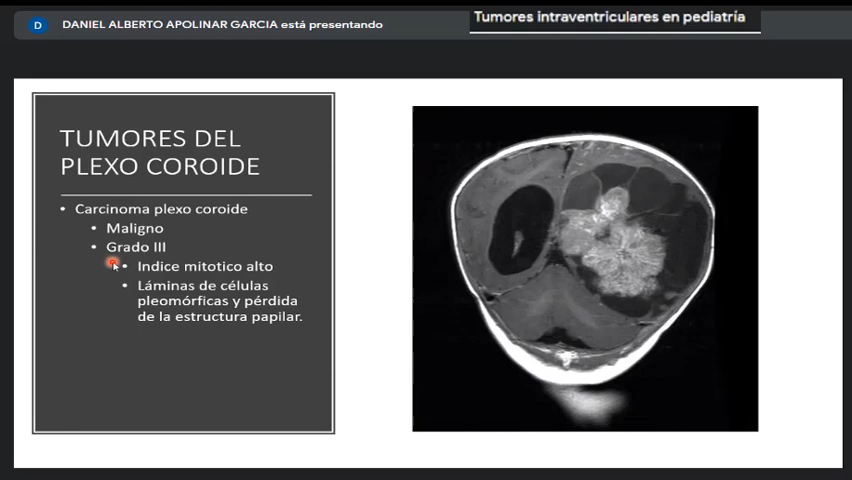 D DANIEL ALBERTO APOLINAR GARCIA está presentando
Tumores intraventriculares en pediatría
TUMORES DEL
PLEXO COROIDE
• Carcinoma plexo coroide
• Maligno
• Grado III
• Indice mitotico alto
• Láminas de células
pleomórficas y pérdida
de la estructura papilar.